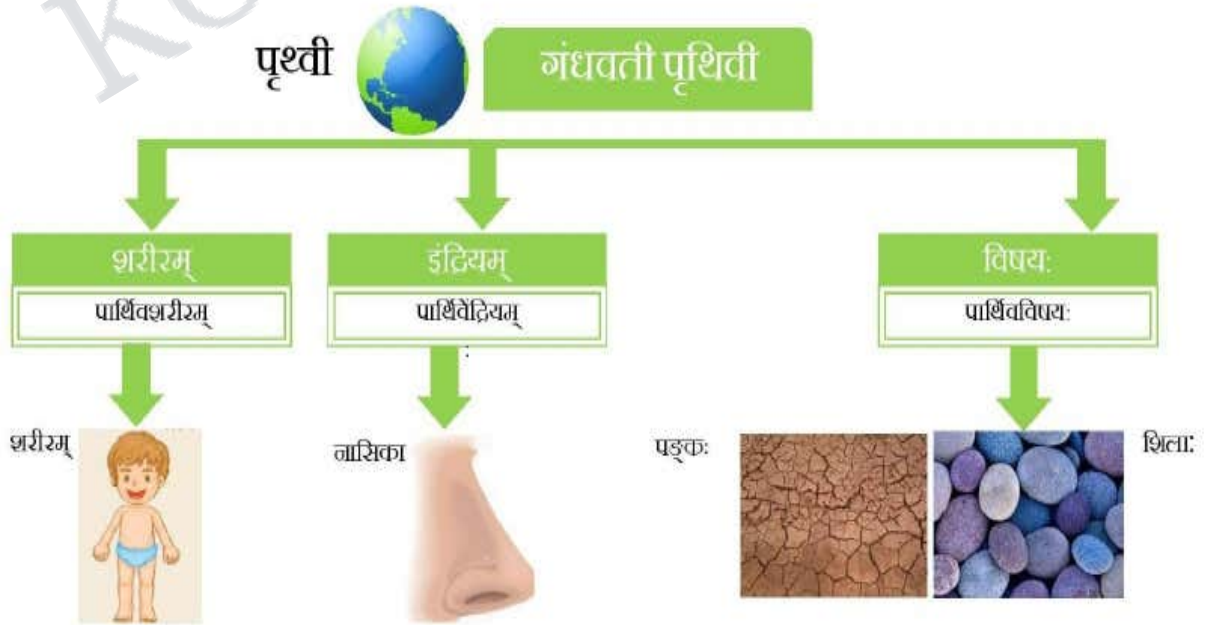 पृथ्वी
गंधवती पृथिवी
शरीरम्
इंद्रियम्
विषय:
पार्थिवशरीरम्
पार्थिवेंद्रियम्
:
पार्थिवविषय:
शरीरम्
नासिका
पङ्क:
शिला: